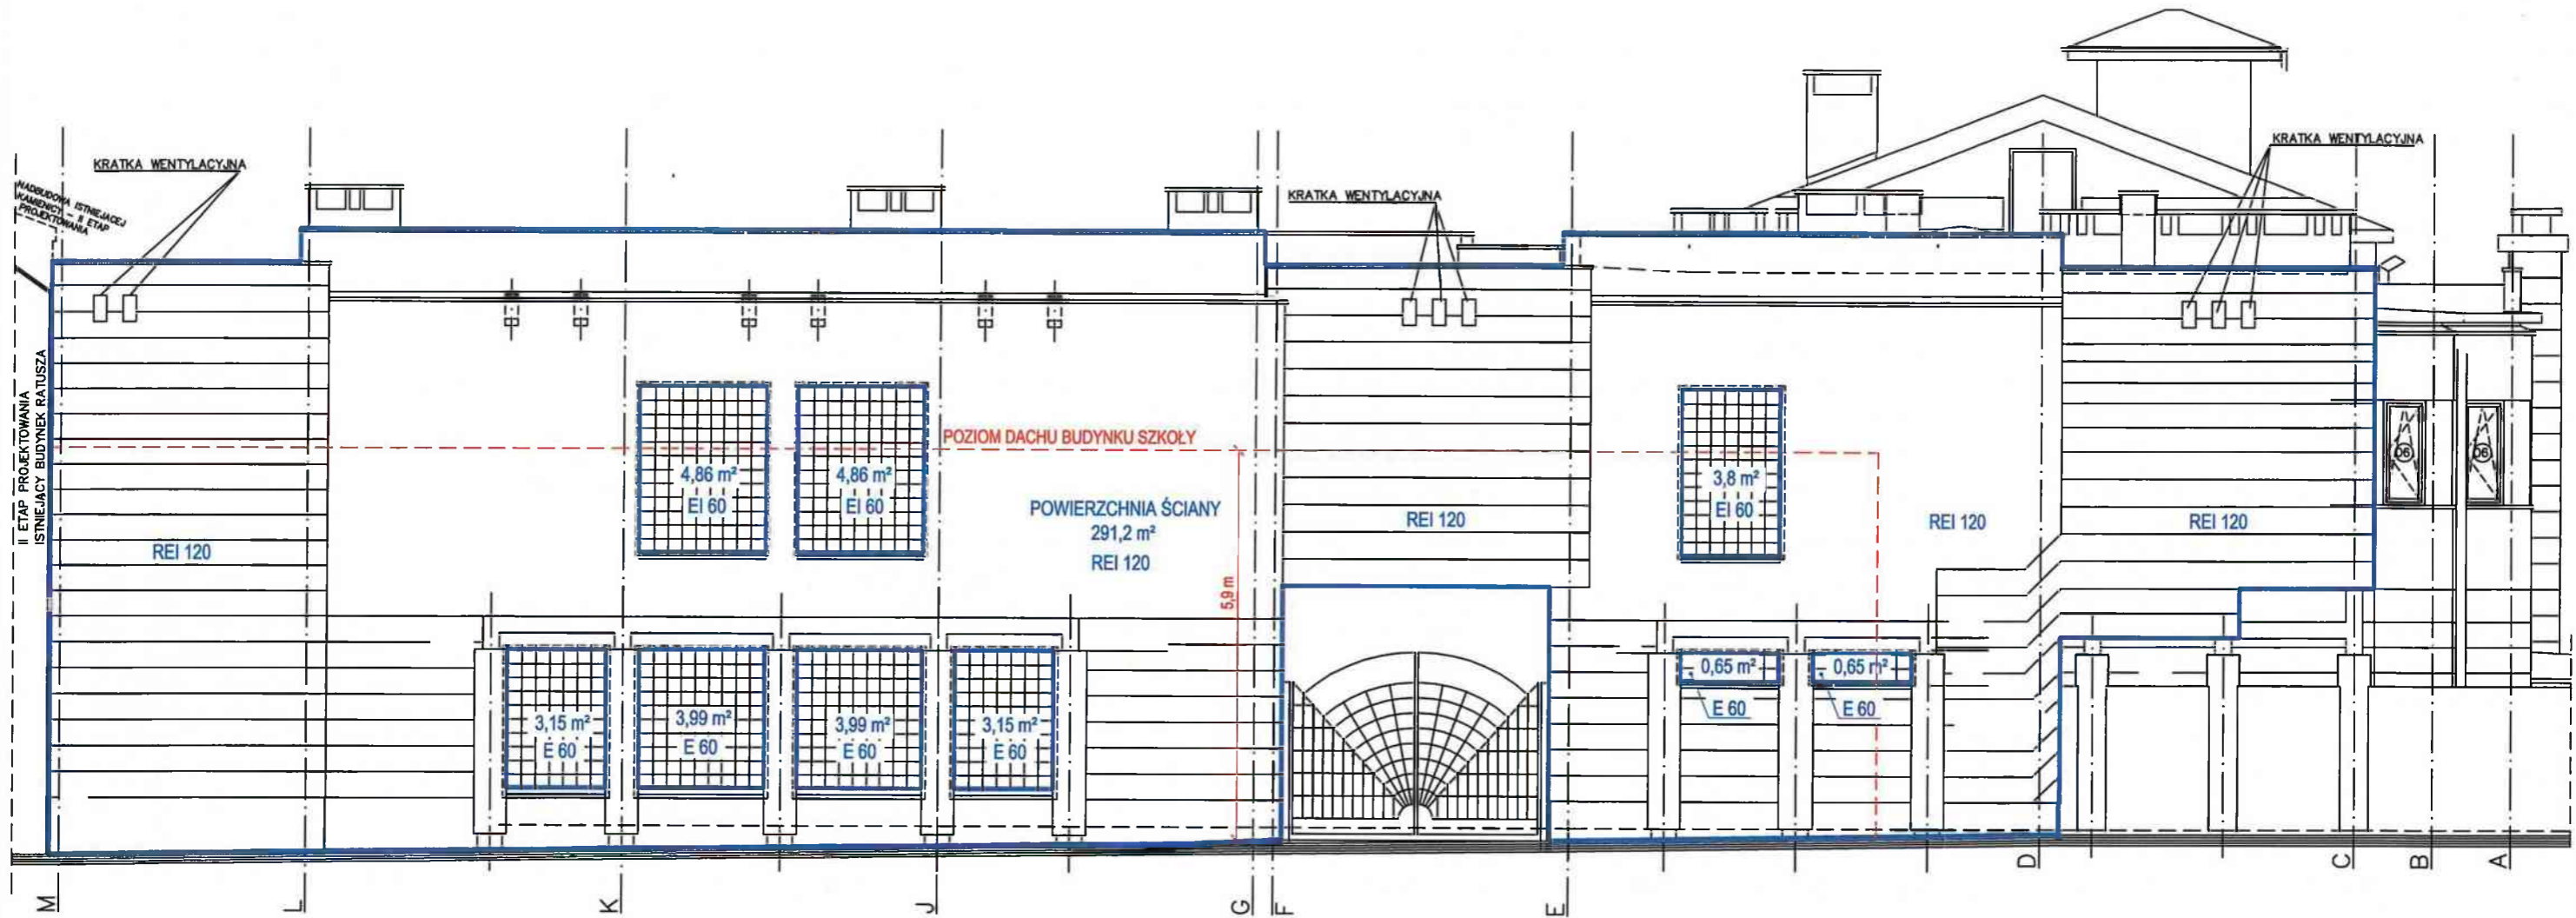 KRATKA WENTYLACYJNA
NADBUDOWA ISTNIEJACEJ
KAMIENICY - II ETAP
PROJEKTOWANIA
II ETAP PROJEKTOWANIA
ISTNIEJACY BUDYNEK RATUSZA
KRATKA WENTYLACYJNA
KRATKA WENTYLACYJNA
POZIOM DACHU BUDYNKU SZKOŁY
4,86 m²
EI 60
4,86 m²
EI 60
3,8 m²
EI 60
POWIERZCHNIA ŚCIANY
291,2 m²
REI 120
REI 120
REI 120
REI 120
REI 120
5,9 m
06
06
3,15 m²
E 60
3,99 m²
E 60
3,99 m²
E 60
3,15 m²
E 60
0,65 m²
E 60
0,65 m²
E 60
M
L
K
J
G
F
E
D
C
B
A